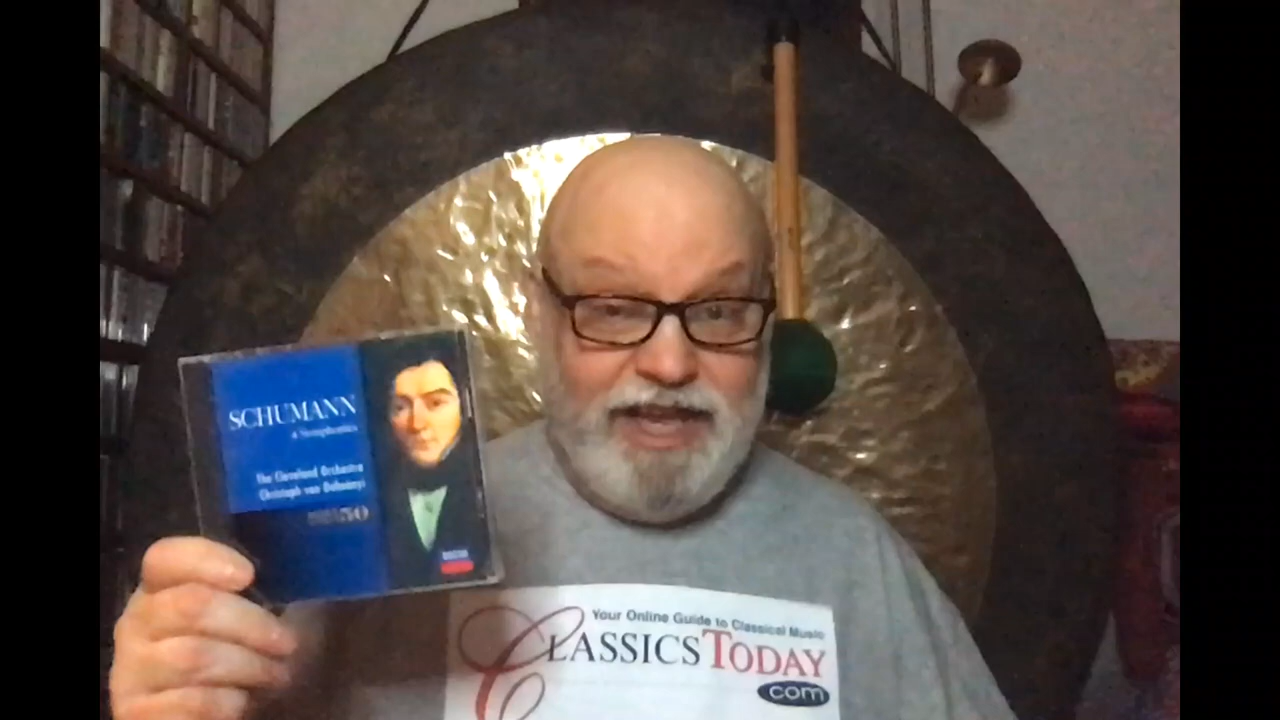 SCHUMANN
4 Symphonies
The Cleveland Orchestra
Christoph von Dohnányi
DECCA
Your Online Guide to Classical Music
CLASSICSTODAY
com